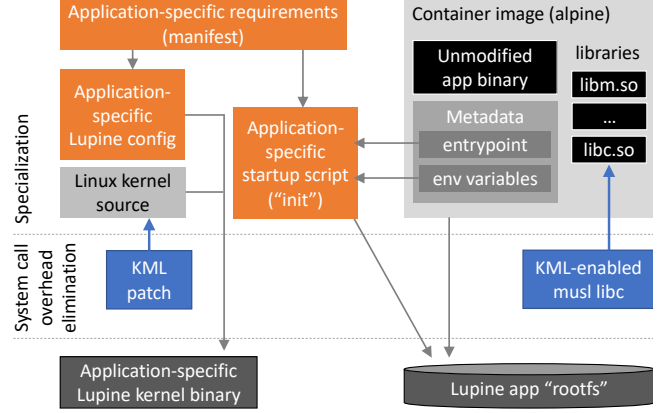 Application-specific requirements
(manifest)
Container image (alpine)
Unmodified
app binary
libraries
libm.so
...
libc.so
Application-
specific
Lupine config
Application-
specific
startup script
("init")
Metadata
entrypoint
env variables
Linux kernel
source
Specialization
System call
overhead
elimination
KML
patch
KML-enabled
musl libc
Application-specific
Lupine kernel binary
Lupine app "rootfs"